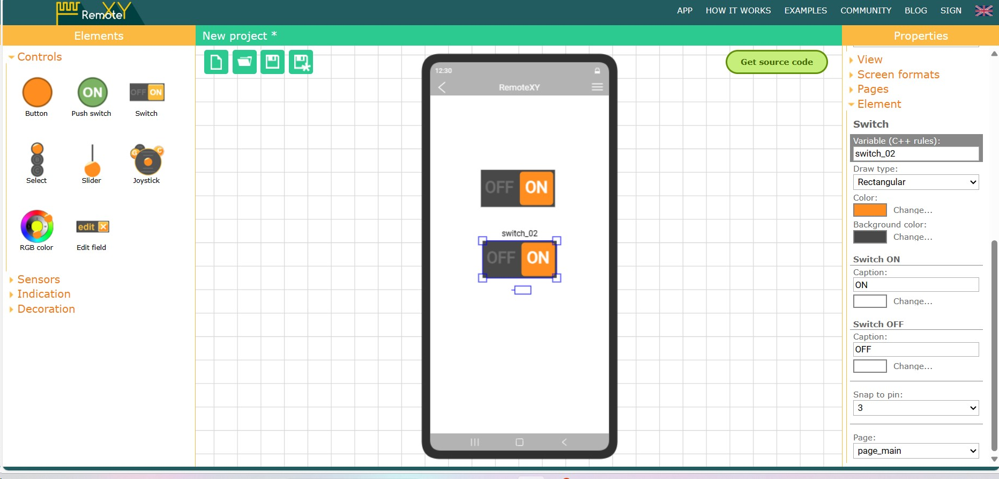 RemoteXY
APP HOW IT WORKS EXAMPLES COMMUNITY BLOG SIGN
Elements
New project *
Properties
Controls
Button Push switch Switch
OFF ON
ON
Select Slider Joystick
B
C
G C
edit
RGB color Edit field
Sensors
Indication
Decoration
Get source code
12:30
RemoteXY
OFF ON
switch_02
OFF ON
View
Screen formats
Pages
Element
Switch
Variable (C++ rules):
switch_02
Draw type:
Rectangular
Color:
Change...
Background color:
Change...
Switch ON
Caption:
ON
Change...
Switch OFF
Caption:
OFF
Change...
Snap to pin:
3
Page:
page_main